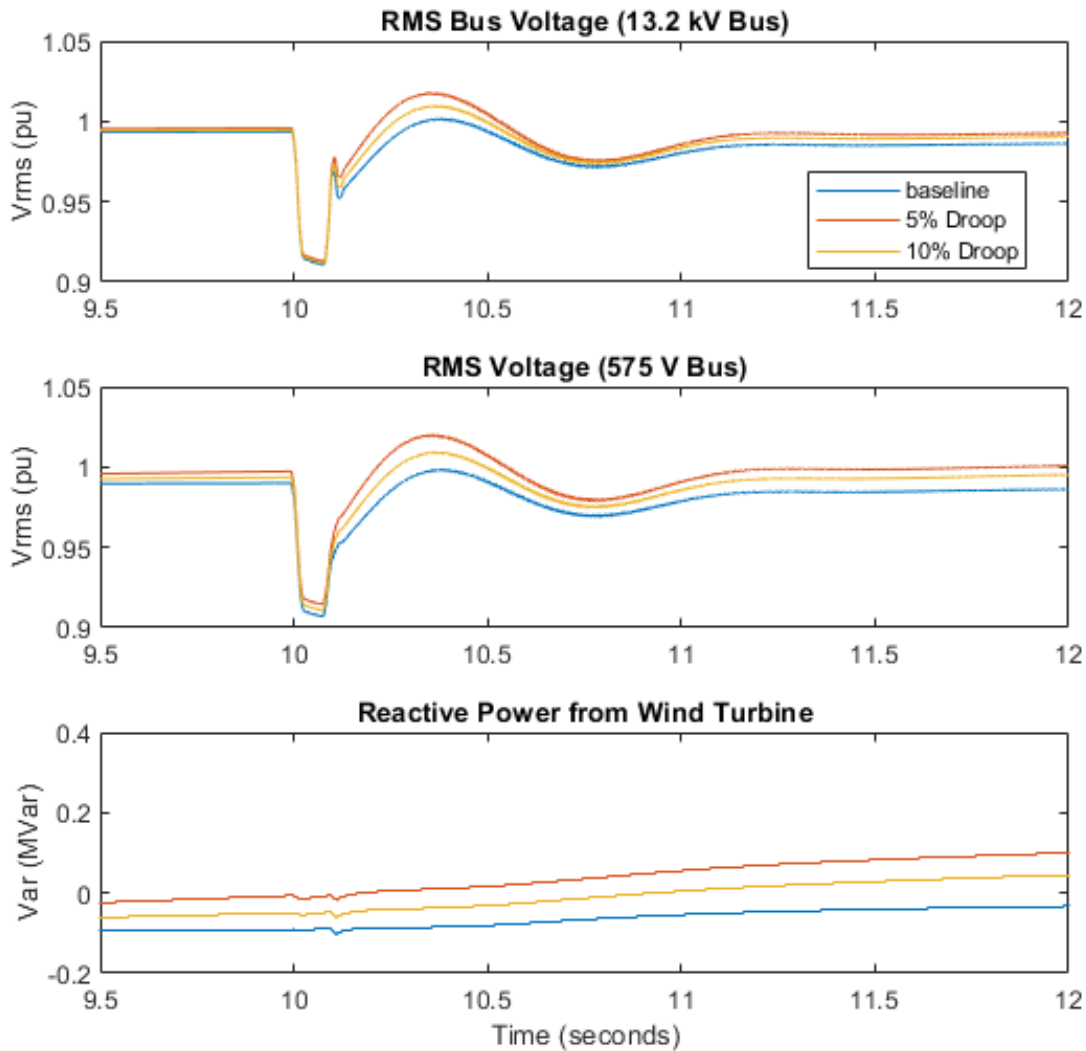 RMS Bus Voltage (13.2 kV Bus)
Vrms (pu)
1.05
1
0.95
0.9
baseline
5% Droop
10% Droop
9.5 10 10.5 11 11.5 12
RMS Voltage (575 V Bus)
Vrms (pu)
1.05
1
0.95
0.9
9.5 10 10.5 11 11.5 12
Reactive Power from Wind Turbine
Var (MVar)
0.4
0.2
0
-0.2
9.5 10 10.5 11 11.5 12
Time (seconds)